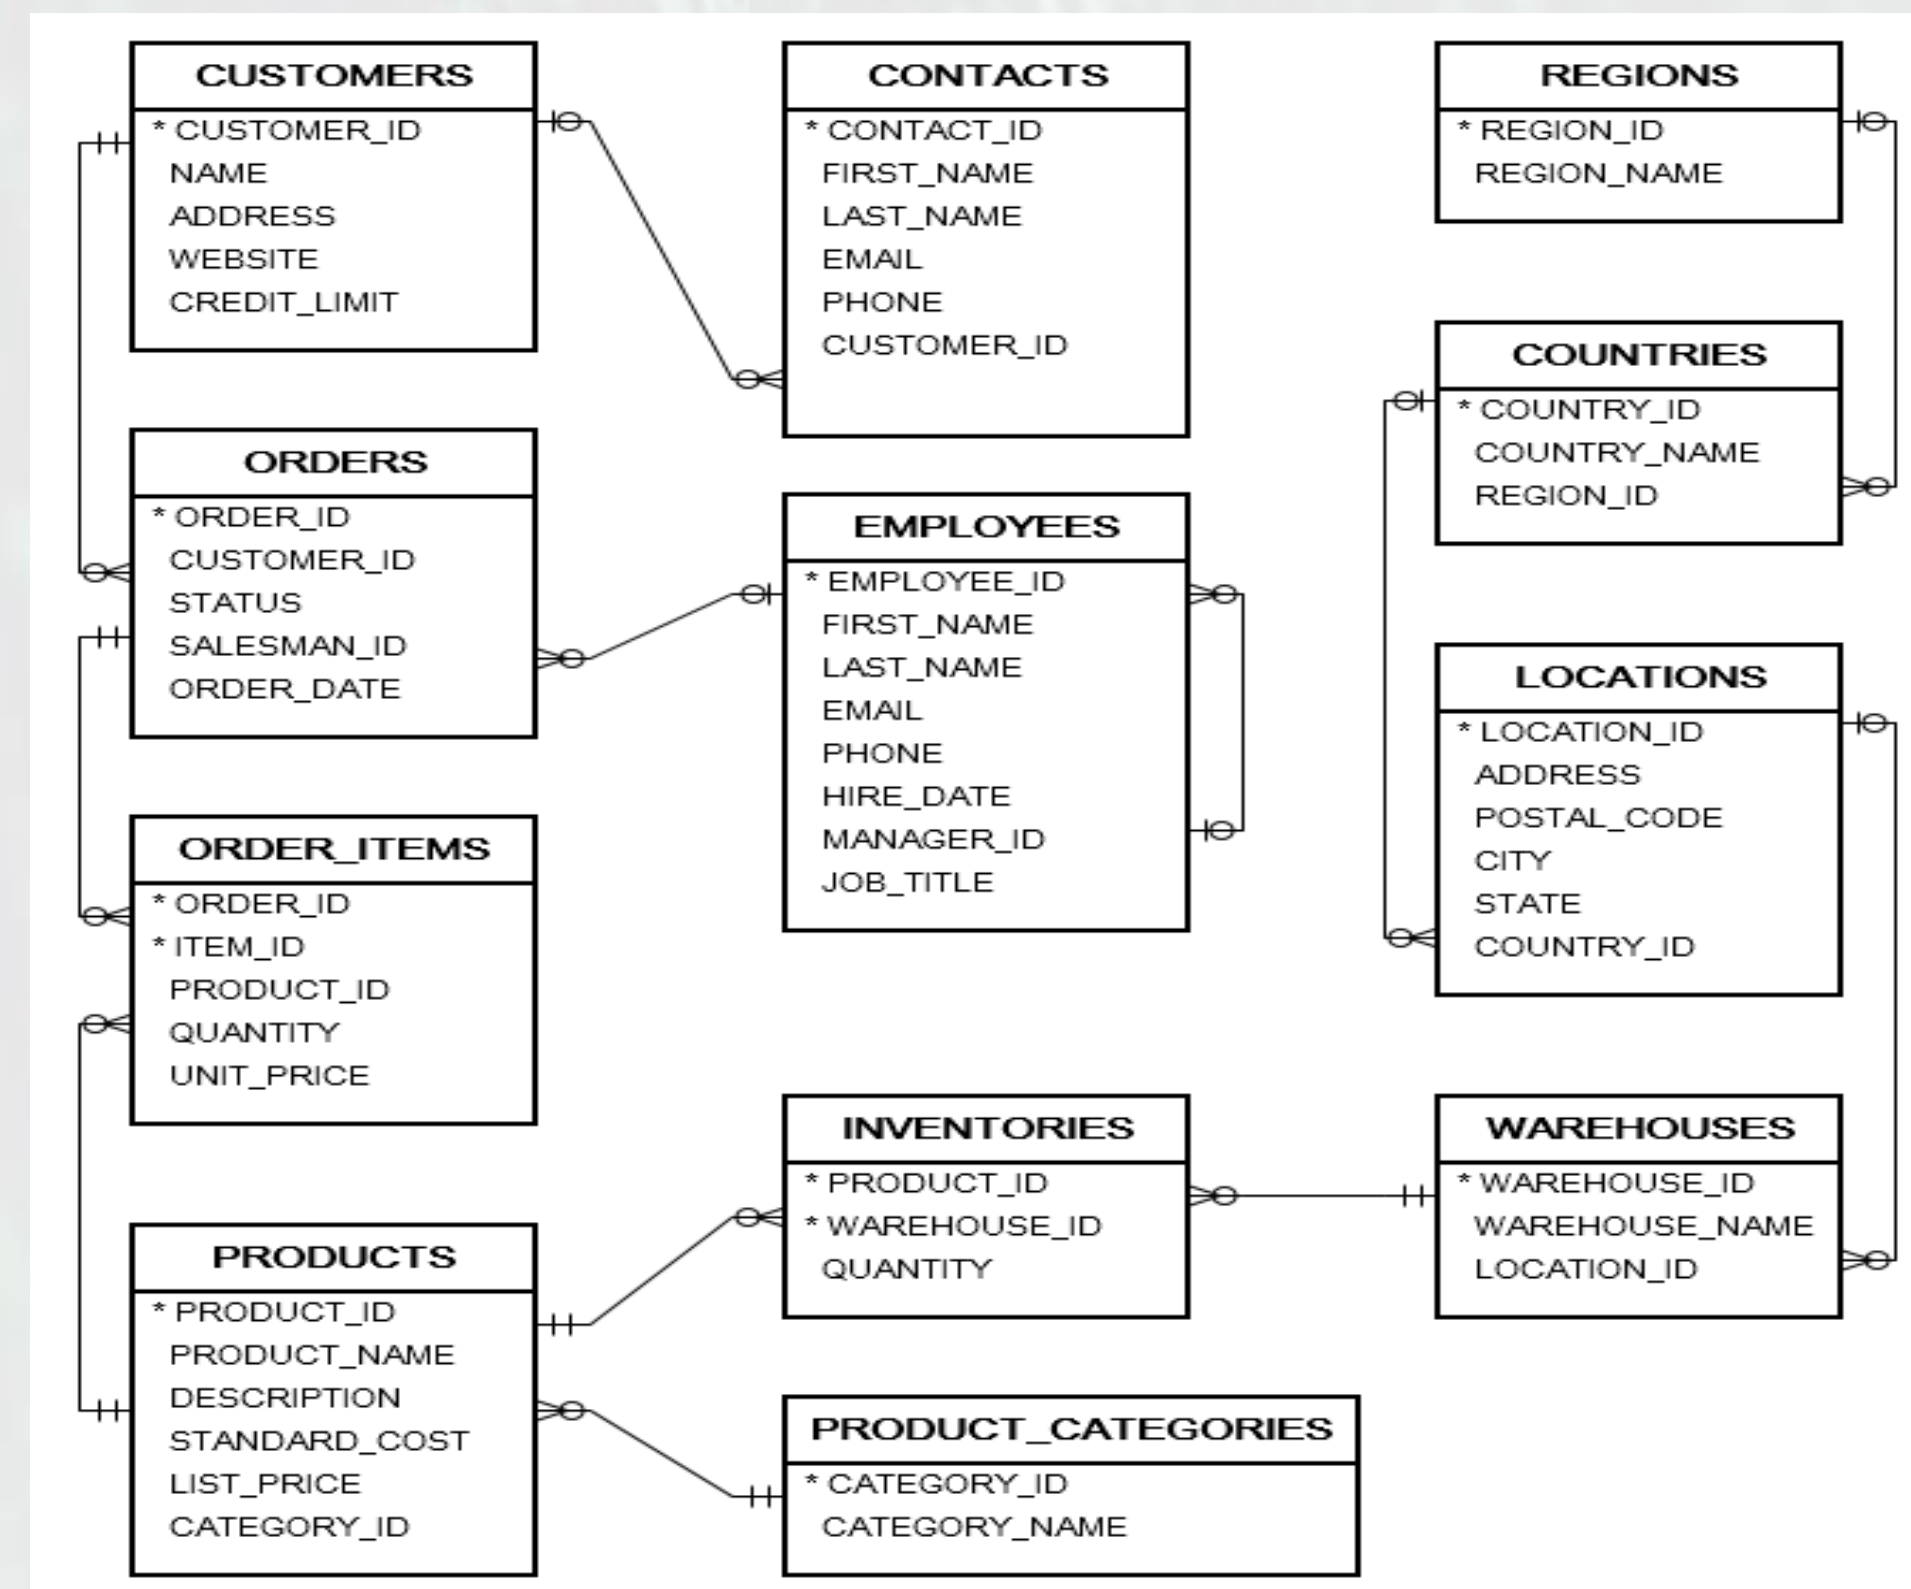 CUSTOMERS
* CUSTOMER_ID
NAME
ADDRESS
WEBSITE
CREDIT_LIMIT
CONTACTS
* CONTACT_ID
FIRST_NAME
LAST_NAME
EMAIL
PHONE
CUSTOMER_ID
REGIONS
* REGION_ID
REGION_NAME
COUNTRIES
* COUNTRY_ID
COUNTRY_NAME
REGION_ID
ORDERS
* ORDER_ID
CUSTOMER_ID
STATUS
SALESMAN_ID
ORDER_DATE
EMPLOYEES
* EMPLOYEE_ID
FIRST_NAME
LAST_NAME
EMAIL
PHONE
HIRE_DATE
MANAGER_ID
JOB_TITLE
LOCATIONS
* LOCATION_ID
ADDRESS
POSTAL_CODE
CITY
STATE
COUNTRY_ID
ORDER_ITEMS
* ORDER_ID
* ITEM_ID
PRODUCT_ID
QUANTITY
UNIT_PRICE
INVENTORIES
* PRODUCT_ID
* WAREHOUSE_ID
QUANTITY
WAREHOUSES
* WAREHOUSE_ID
WAREHOUSE_NAME
LOCATION_ID
PRODUCTS
* PRODUCT_ID
PRODUCT_NAME
DESCRIPTION
STANDARD_COST
LIST_PRICE
CATEGORY_ID
PRODUCT_CATEGORIES
* CATEGORY_ID
CATEGORY_NAME